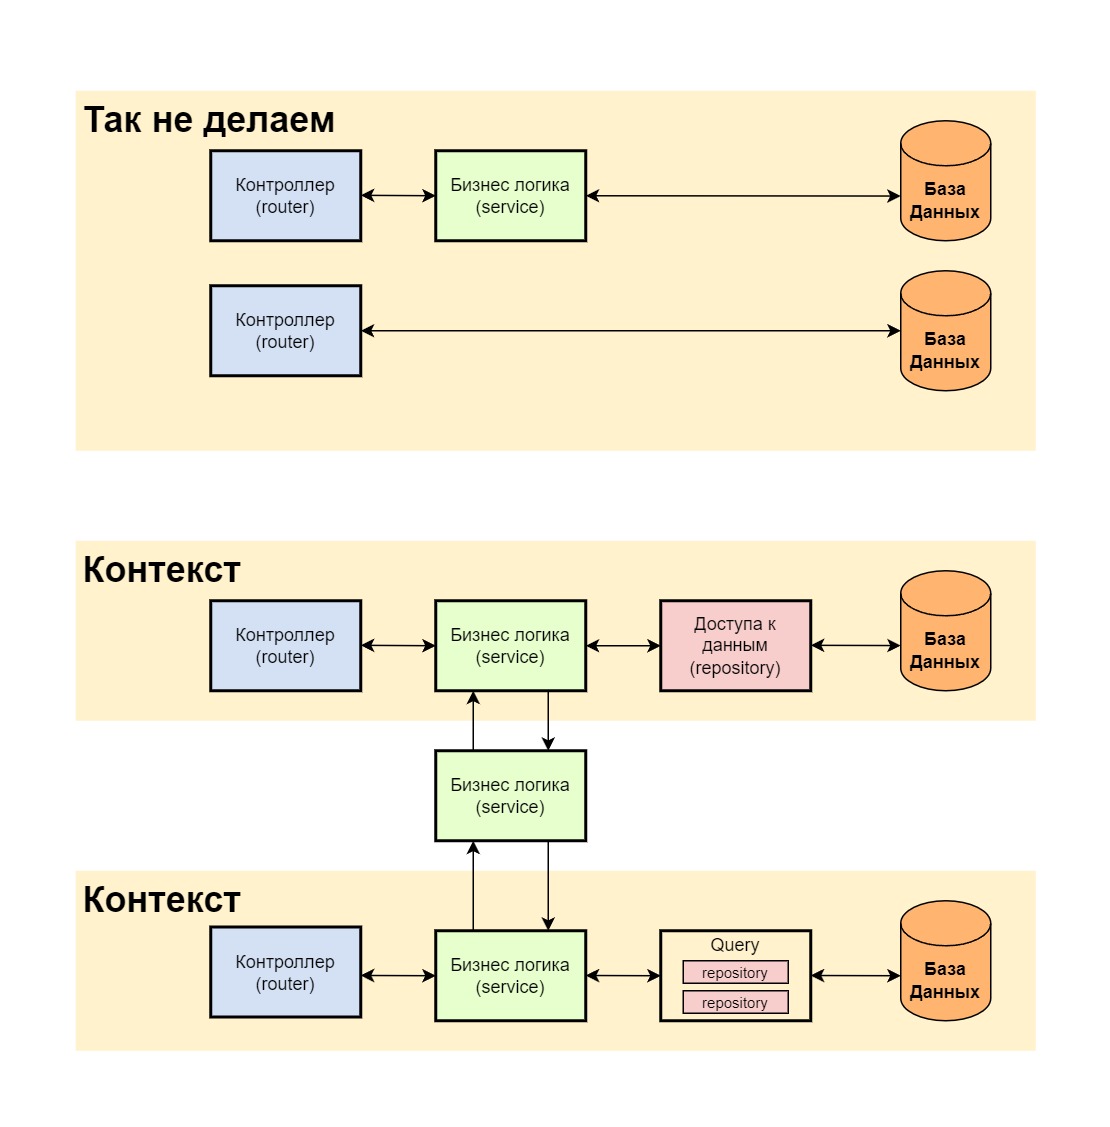 Так не делаем
Контроллер
(router)
Бизнес логика
(service)
База
Данных
Контроллер
(router)
База
Данных
Контекст
Контроллер
(router)
Бизнес логика
(service)
Доступа к
данным
(repository)
База
Данных
Бизнес логика
(service)
Контекст
Контроллер
(router)
Бизнес логика
(service)
Query
repository
repository
База
Данных